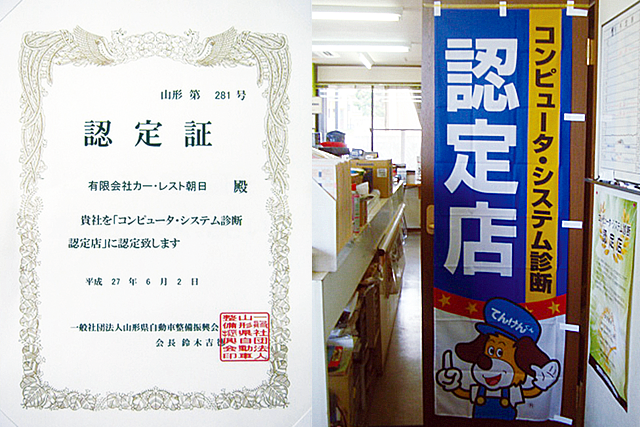 山形 第 281 号
認定証
有限会社カー・レスト朝日 殿
貴社を「コンピュータ・システム診断
認定店」に認定致します
平成 27 年 6 月 2 日
一般社団法人山形県自動車整備振興会
会長 鈴木吉
コンピュータ・システム診断
認定店
てんけんくん
認定店